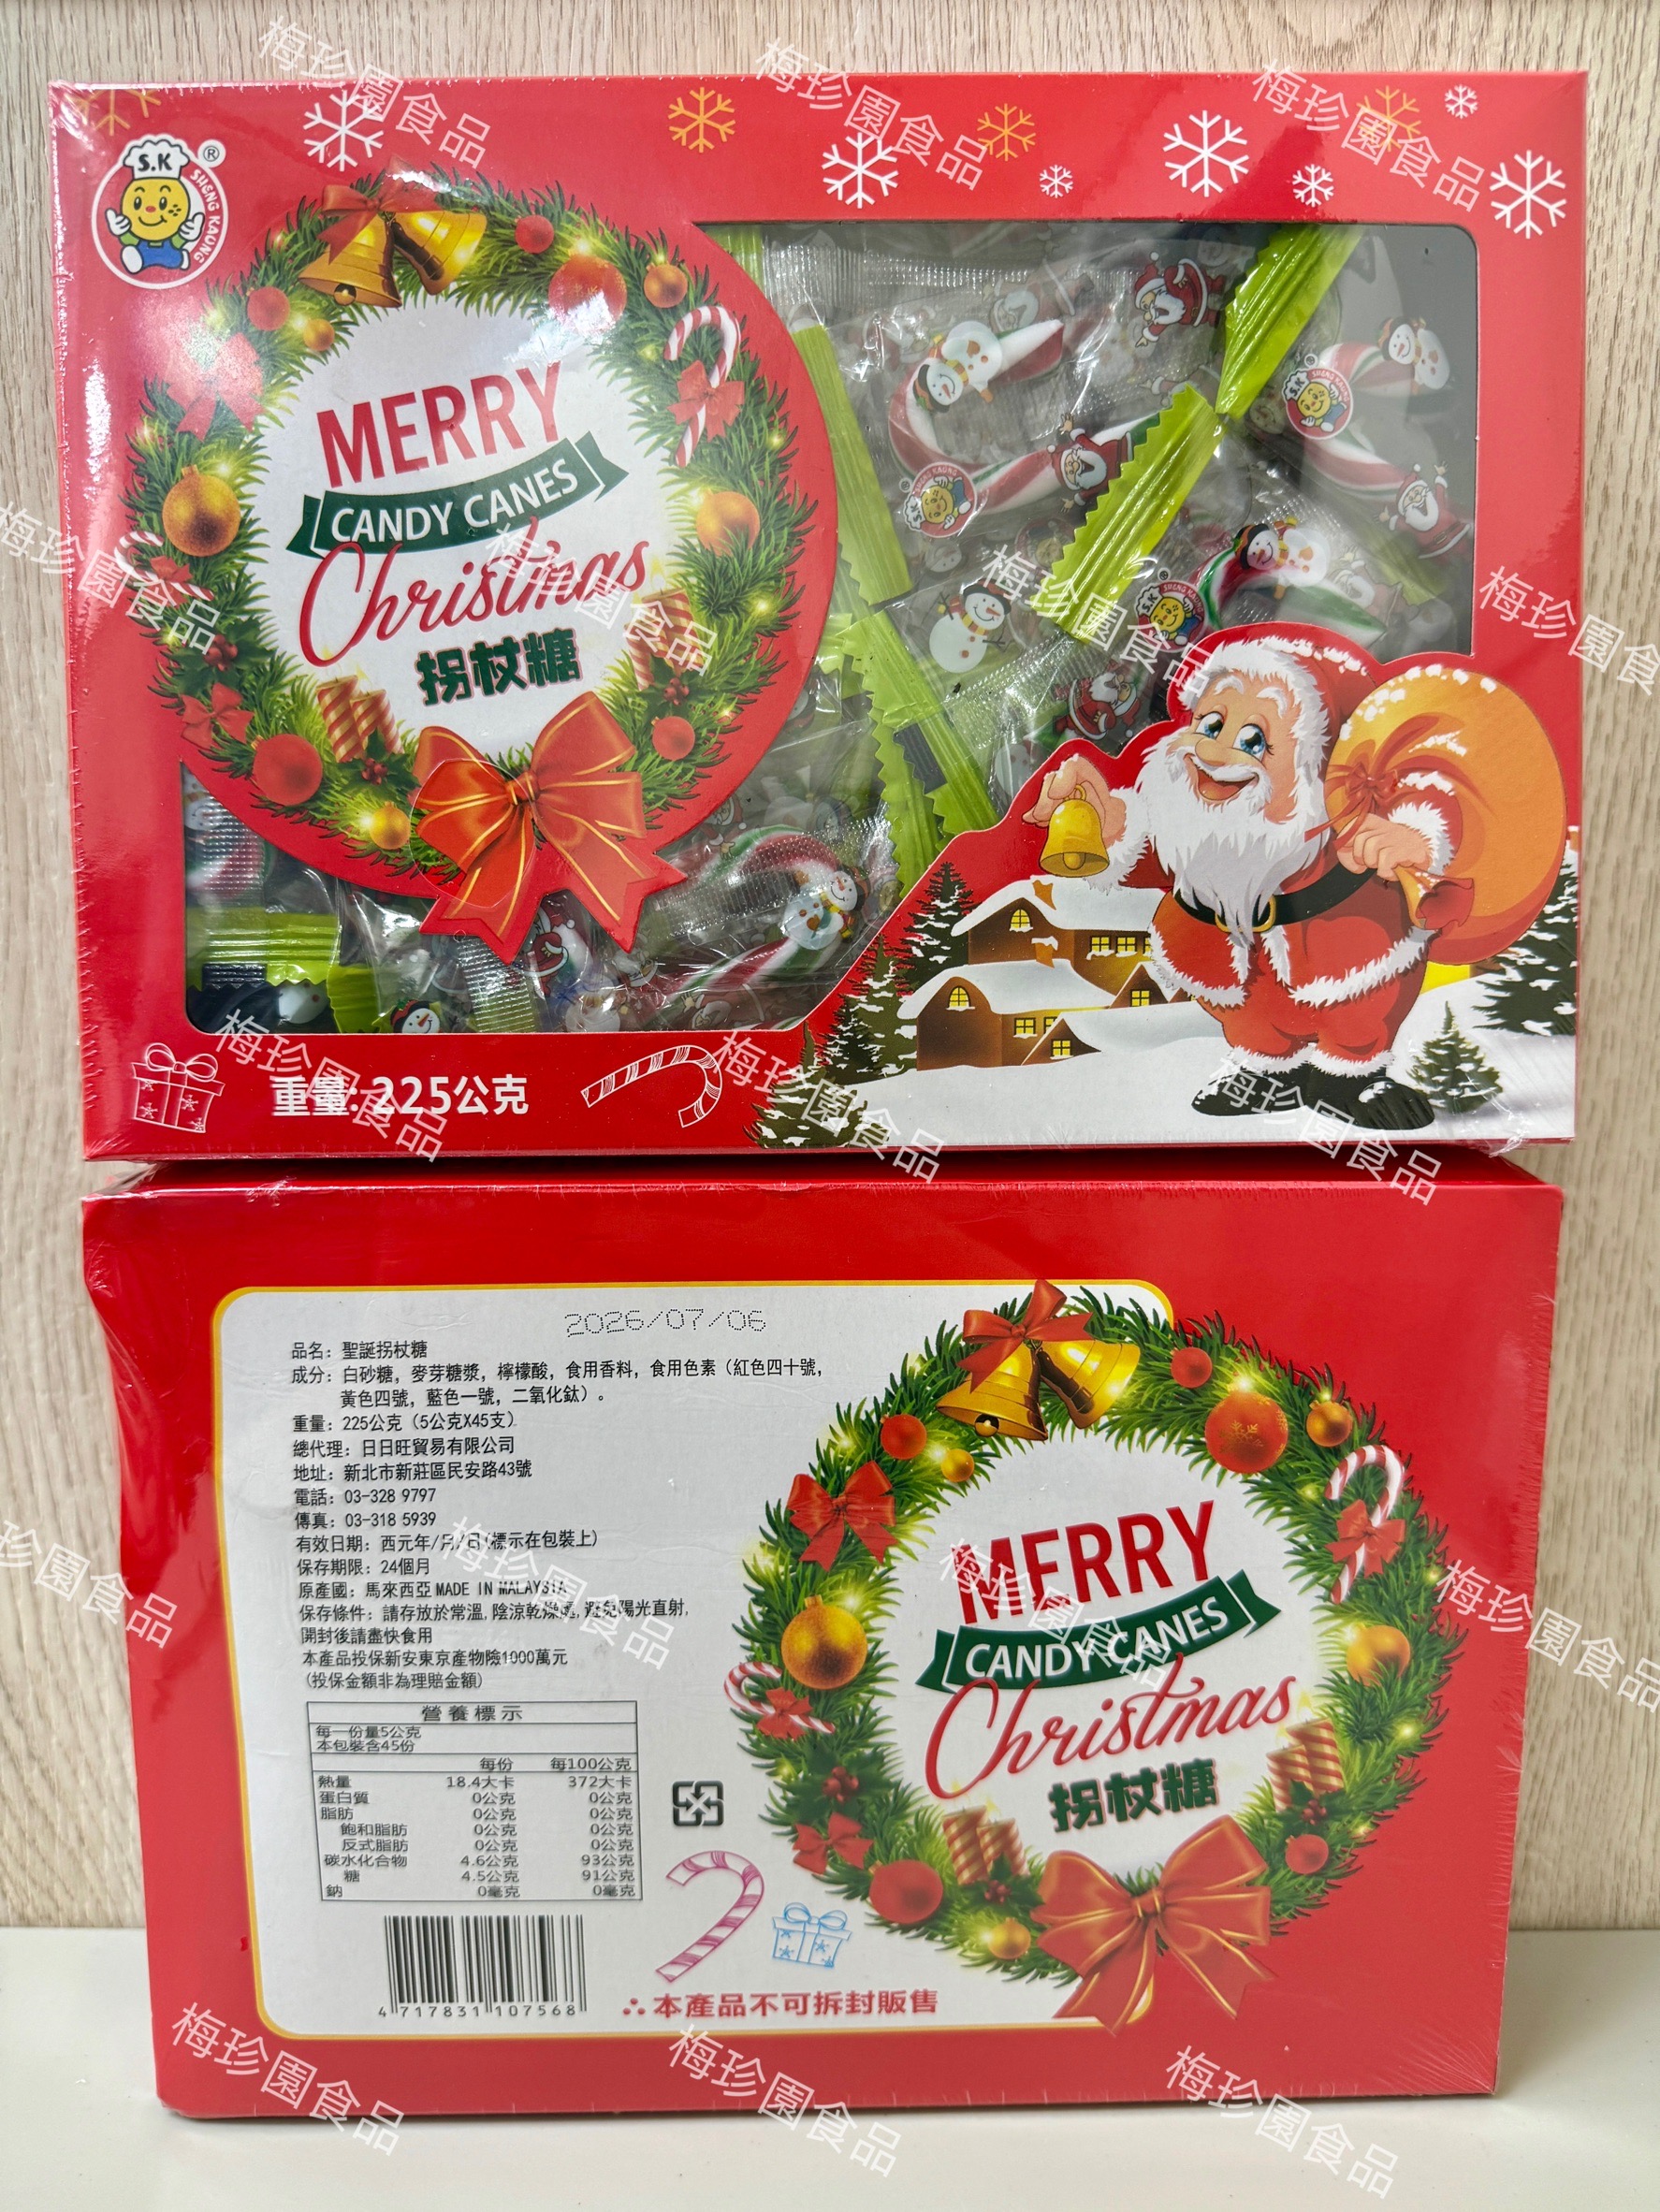 S.K
®
SHENG KAUNG
MERRY
CANDY CANES
Christmas
拐杖糖
重量: 225公克
2026/07/06
品名：聖誕拐杖糖
成分：白砂糖，麥芽糖漿，檸檬酸，食用香料，食用色素（紅色四十號，
黃色四號，藍色一號，二氧化鈦）。
重量：225公克（5公克X45支）
總代理：日日旺貿易有限公司
地址：新北市新莊區民安路43號
電話：03-328 9797
傳真：03-318 5939
有效日期：西元年/月/日(標示在包裝上)
保存期限：24個月
原產國：馬來西亞 MADE IN MALAYSIA
保存條件：請存放於常溫,陰涼乾燥處,避免陽光直射,
開封後請盡快食用
本產品投保新安東京產物險1000萬元
(投保金額非為理賠金額)
營養標示
每一份量5公克
本包裝含45份
每份 每100公克
熱量 18.4大卡 372大卡
蛋白質 0公克 0公克
脂肪 0公克 0公克
飽和脂肪 0公克 0公克
反式脂肪 0公克 0公克
碳水化合物 4.6公克 93公克
糖 4.5公克 91公克
鈉 0毫克 0毫克
4 717831 107568
∴本產品不可拆封販售
MERRY
CANDY CANES
Christmas
拐杖糖
梅珍園食品